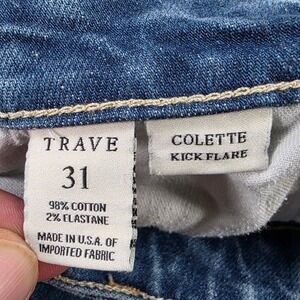 TRAVE
31
98% COTTON
2% ELASTANE
MADE IN U.S.A. OF
IMPORTED FABRIC
COLETTE
KICK FLARE